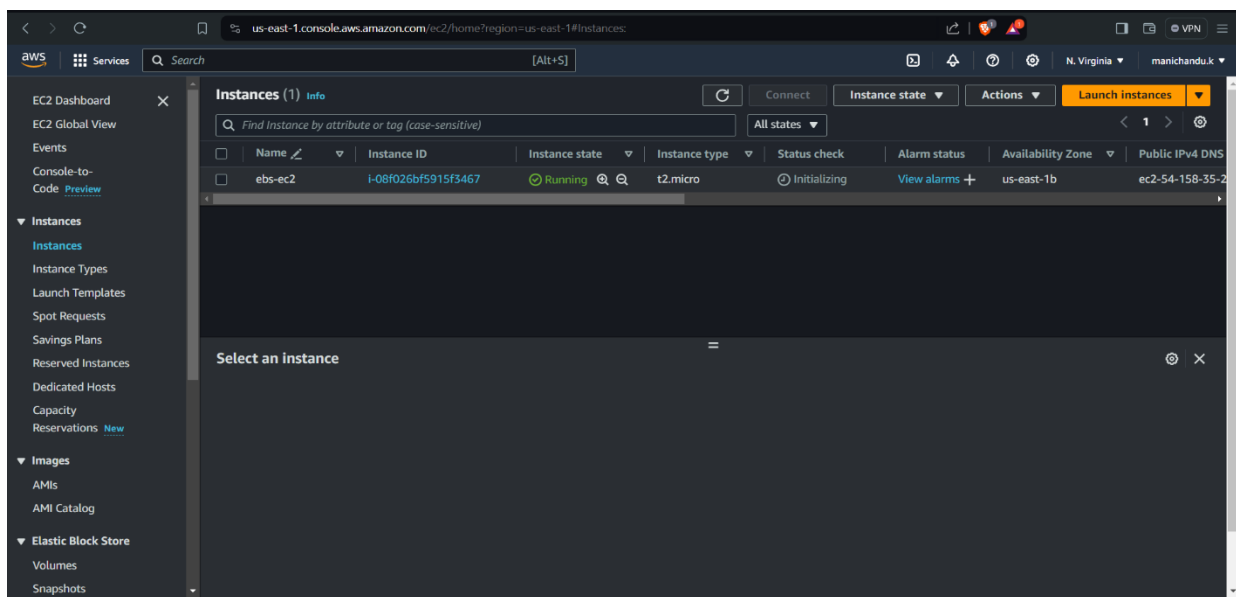 us-east-1.console.aws.amazon.com/ec2/home?region=us-east-1#Instances:
VPN
aws
Services
Search
[Alt+S]
N. Virginia
manichandu.k
EC2 Dashboard
EC2 Global View
Events
Console-to-
Code Preview
Instances
Instances
Instance Types
Launch Templates
Spot Requests
Savings Plans
Reserved Instances
Dedicated Hosts
Capacity
Reservations New
Images
AMIs
AMI Catalog
Elastic Block Store
Volumes
Snapshots
Instances (1) Info
Connect
Instance state
Actions
Launch instances
Find Instance by attribute or tag (case-sensitive)
All states
1
Name Instance ID Instance state Instance type Status check Alarm status Availability Zone Public IPv4 DNS
ebs-ec2 i-08f026bf5915f3467 Running t2.micro Initializing View alarms + us-east-1b ec2-54-158-35-2
Select an instance